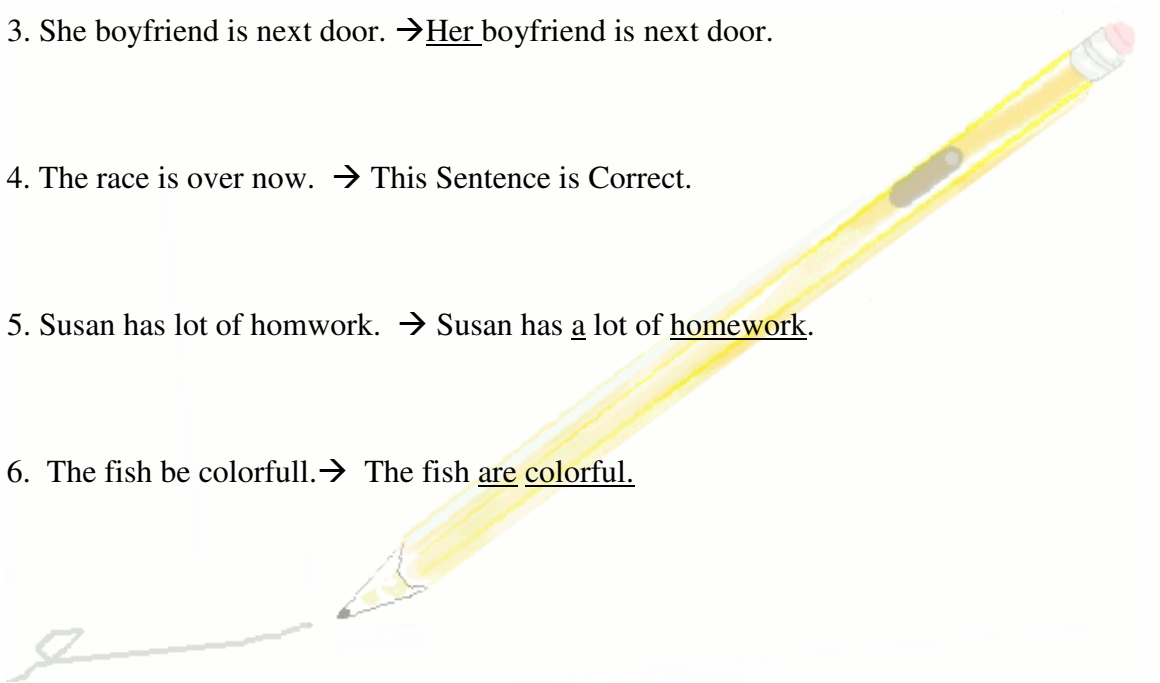 3. She boyfriend is next door. →Her boyfriend is next door.
4. The race is over now. → This Sentence is Correct.
5. Susan has lot of homwork. → Susan has a lot of homework.
6. The fish be colorfull.→ The fish are colorful.